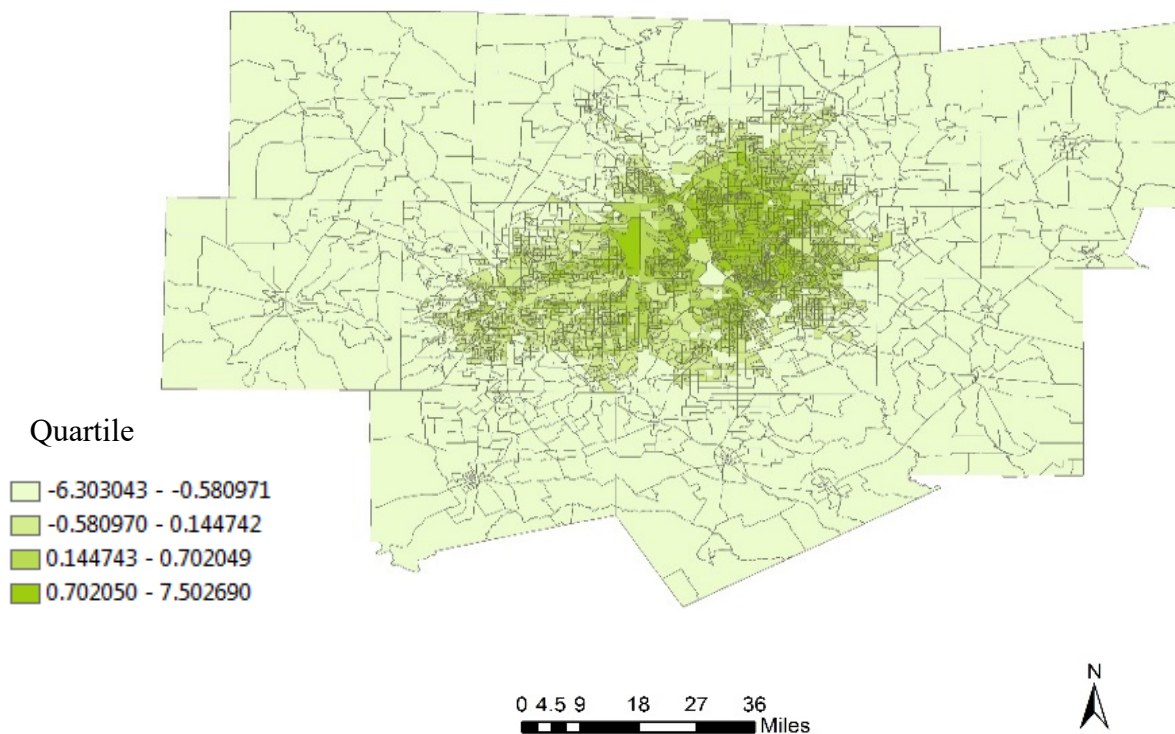 Quartile
-6.303043 - -0.580971
-0.580970 - 0.144742
0.144743 - 0.702049
0.702050 - 7.502690
0 4.5 9 18 27 36
Miles
N